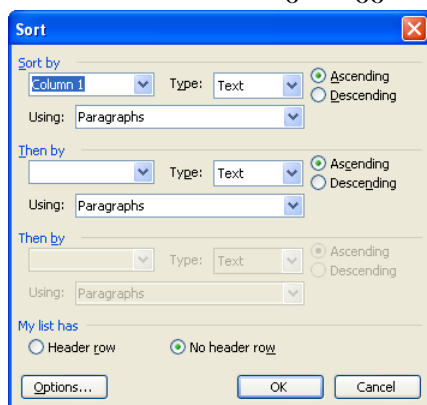 Sort
Sort by
Column 1 Type: Text Ascending
Descending
Using: Paragraphs
Then by
Type: Text Ascending
Descending
Using: Paragraphs
Then by
Type: Text Ascending
Descending
Using: Paragraphs
My list has
Header row No header row
Options... OK Cancel